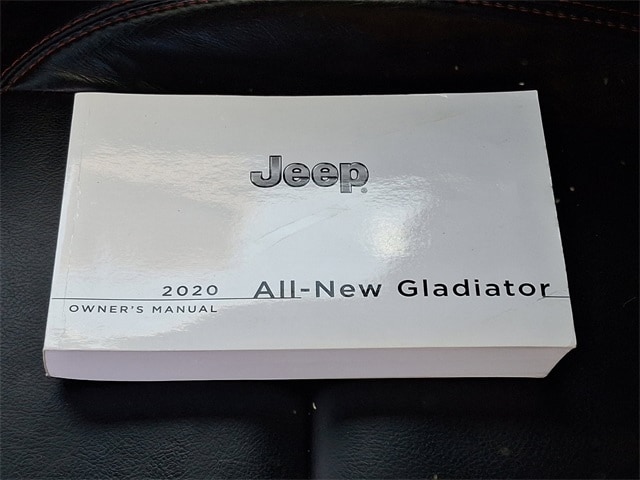 Jeep®
2020 All-New Gladiator
OWNER'S MANUAL